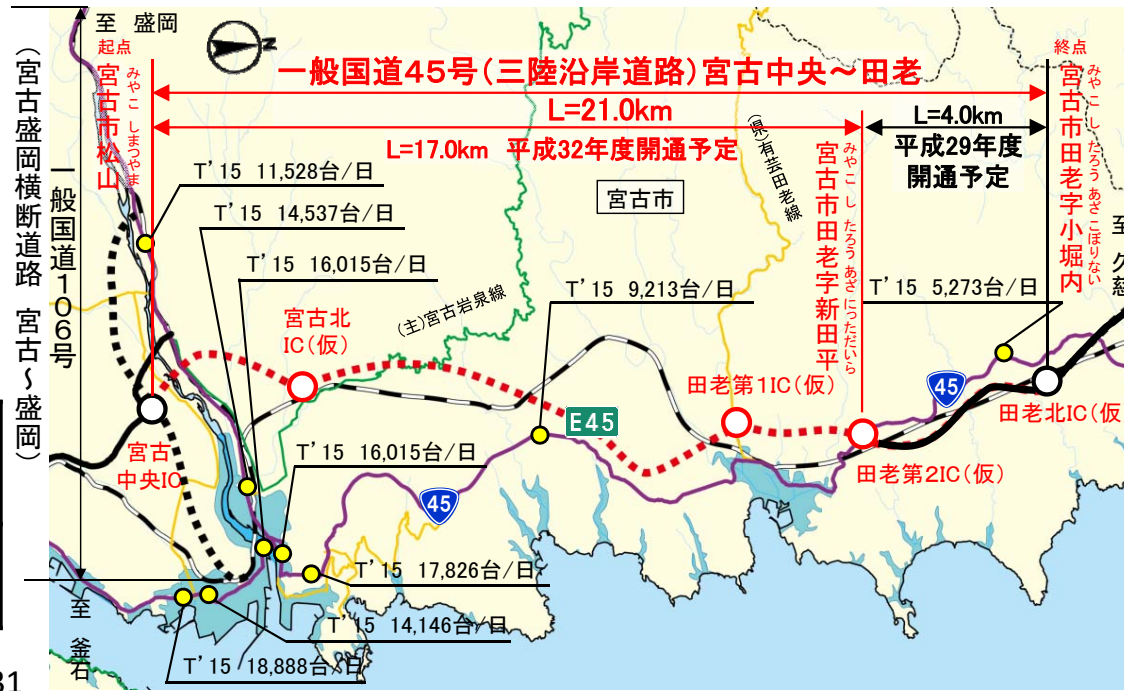 (宮古盛岡横断道路 宮古～盛岡)
至 盛岡
一般国道106号
起点
宮古市松山
みやこ しまつやま
N
一般国道45号(三陸沿岸道路)宮古中央～田老
L=21.0km
L=17.0km 平成32年度開通予定
L=4.0km
平成29年度
開通予定
終点
宮古市田老字小堀内
みやこ し たろう あざ こぼりない
至 久慈
宮古市田老字新田平
みやこ し たろう あざ にっただいら
(県)有芸田老線
宮古市
T'15 11,528台/日
T'15 14,537台/日
T'15 16,015台/日
宮古北
IC(仮)
(主)宮古岩泉線
T'15 9,213台/日
T'15 5,273台/日
田老第1IC(仮)
45
田老北IC(仮
E45
宮古
中央IC
田老第2IC(仮)
T'15 16,015台/日
45
T'15 17,826台/日
T'15 14,146台/日
T'15 18,888台/日
至 釜石
31